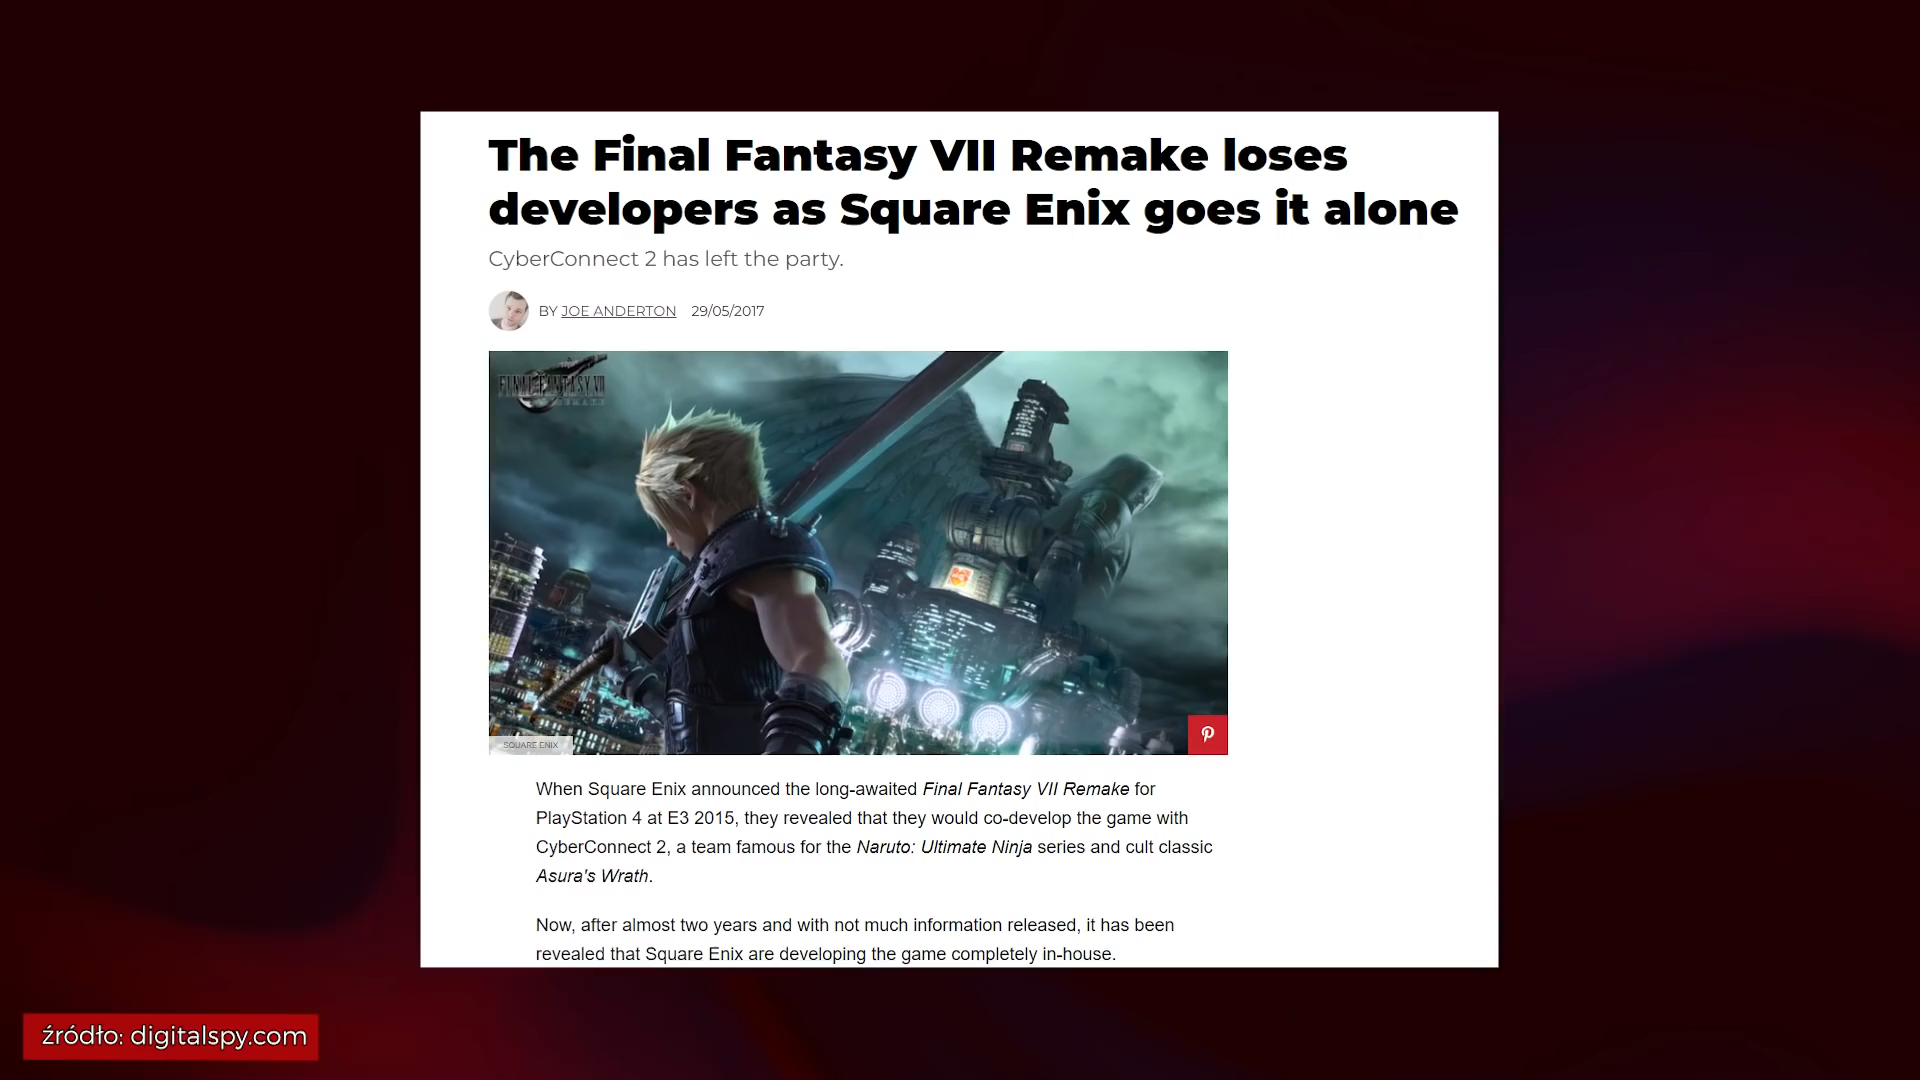 The Final Fantasy VII Remake loses
developers as Square Enix goes it alone
CyberConnect 2 has left the party.
BY JOE ANDERTON 29/05/2017
FINAL FANTASY VII
REMAKE
SQUARE ENIX
When Square Enix announced the long-awaited Final Fantasy VII Remake for
PlayStation 4 at E3 2015, they revealed that they would co-develop the game with
CyberConnect 2, a team famous for the Naruto: Ultimate Ninja series and cult classic
Asura's Wrath.
Now, after almost two years and with not much information released, it has been
revealed that Square Enix are developing the game completely in-house.
źródło: digitalspy.com